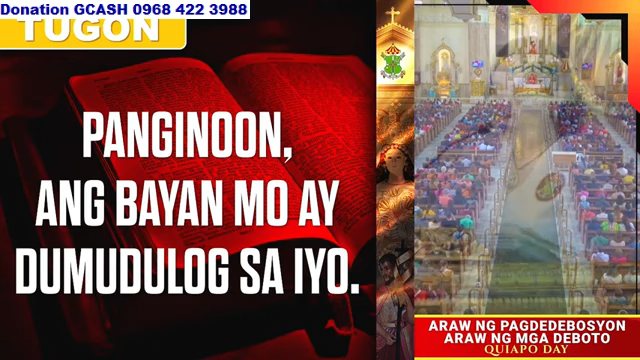 Donation GCASH 0968 422 3988
TUGON
PANGINOON,
ANG BAYAN MO AY
DUMUDULOG SA IYO.
ARAW NG PAGDEDEBOSYON
ARAW NG MGA DEBOTO
QUIAPO DAY